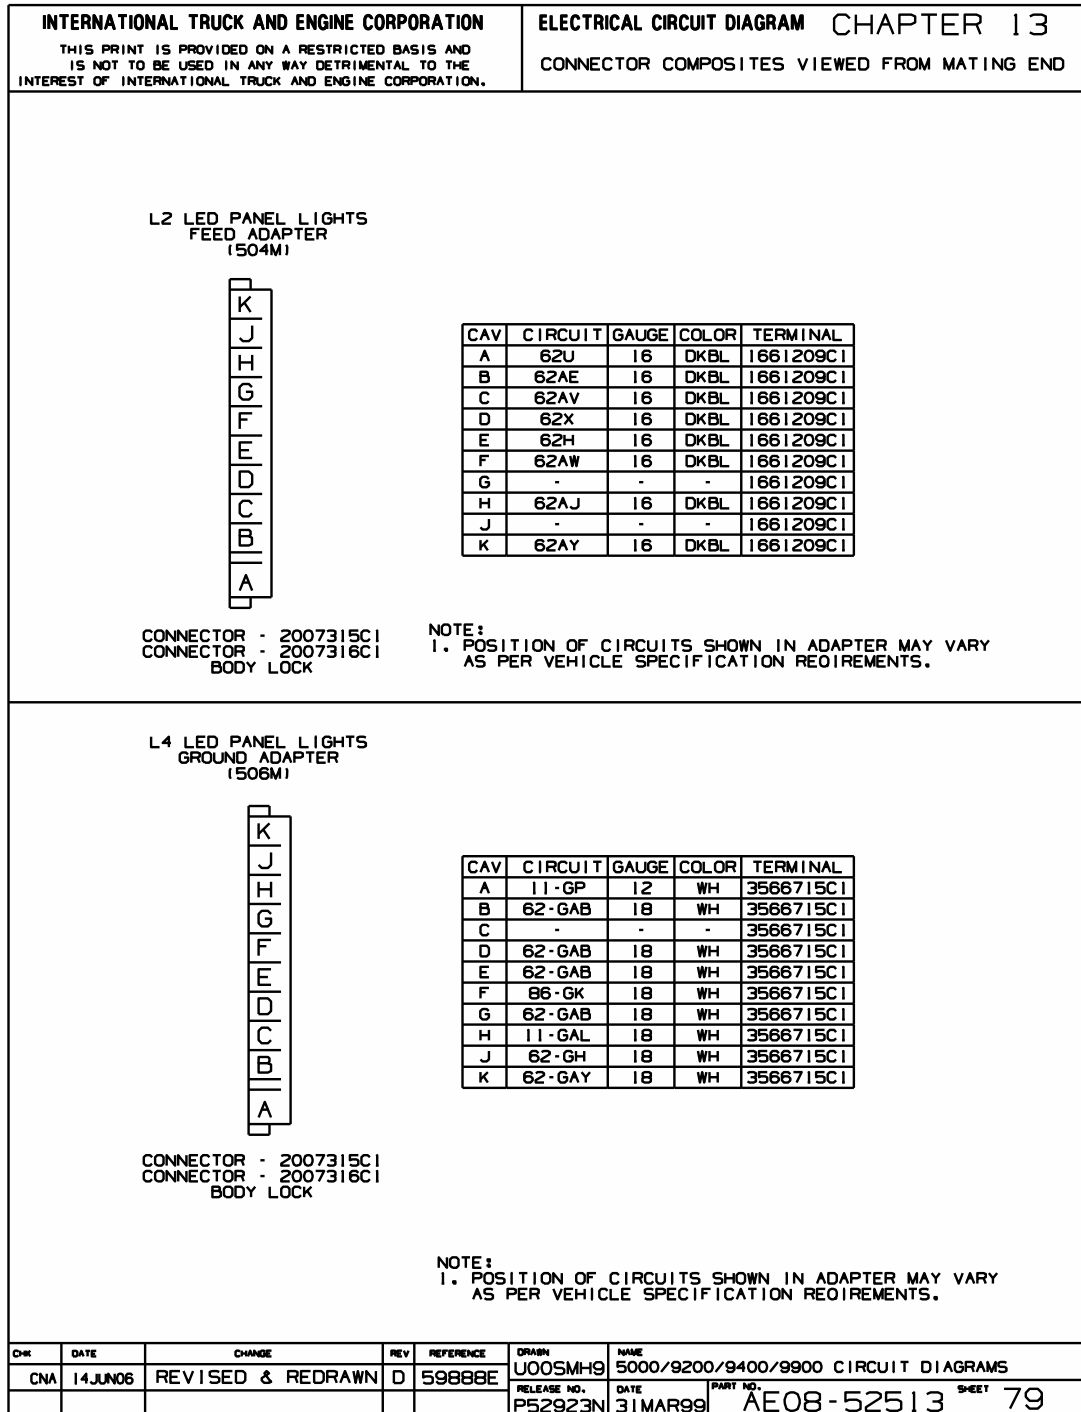 INTERNATIONAL TRUCK AND ENGINE CORPORATION
THIS PRINT IS PROVIDED ON A RESTRICTED BASIS AND
IS NOT TO BE USED IN ANY WAY DETRIMENTAL TO THE
INTEREST OF INTERNATIONAL TRUCK AND ENGINE CORPORATION.
ELECTRICAL CIRCUIT DIAGRAM CHAPTER 13
CONNECTOR COMPOSITES VIEWED FROM MATING END
L2 LED PANEL LIGHTS
FEED ADAPTER
(504M)
K
J
H
G
F
E
D
C
B
A
CONNECTOR - 2007315C1
CONNECTOR - 2007316C1
BODY LOCK
CAV CIRCUIT GAUGE COLOR TERMINAL
A 62U 16 DKBL 1661209C1
B 62AE 16 DKBL 1661209C1
C 62AV 16 DKBL 1661209C1
D 62X 16 DKBL 1661209C1
E 62H 16 DKBL 1661209C1
F 62AW 16 DKBL 1661209C1
G - - - 1661209C1
H 62AJ 16 DKBL 1661209C1
J - - - 1661209C1
K 62AY 16 DKBL 1661209C1
NOTE:
1. POSITION OF CIRCUITS SHOWN IN ADAPTER MAY VARY
AS PER VEHICLE SPECIFICATION REQIREMENTS.
L4 LED PANEL LIGHTS
GROUND ADAPTER
(506M)
K
J
H
G
F
E
D
C
B
A
CONNECTOR - 2007315C1
CONNECTOR - 2007316C1
BODY LOCK
CAV CIRCUIT GAUGE COLOR TERMINAL
A 11-GP 12 WH 3566715C1
B 62-GAB 18 WH 3566715C1
C - - - 3566715C1
D 62-GAB 18 WH 3566715C1
E 62-GAB 18 WH 3566715C1
F 86-GK 18 WH 3566715C1
G 62-GAB 18 WH 3566715C1
H 11-GAL 18 WH 3566715C1
J 62-GH 18 WH 3566715C1
K 62-GAY 18 WH 3566715C1
NOTE:
1. POSITION OF CIRCUITS SHOWN IN ADAPTER MAY VARY
AS PER VEHICLE SPECIFICATION REQIREMENTS.
CHK DATE CHANGE REV REFERENCE
CNA 14JUN06 REVISED & REDRAWN D 59888E
DRAWN U00SMH9
NAME 5000/9200/9400/9900 CIRCUIT DIAGRAMS
RELEASE NO. P52923N
DATE 31MAR99
PART NO. AE08-52513
SHEET 79